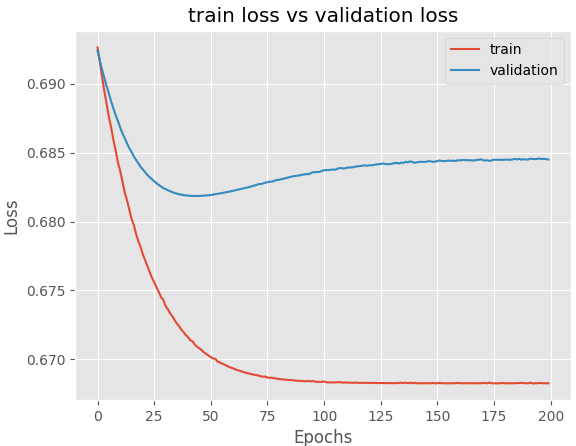 train loss vs validation loss
train
validation
0.690
0.685
0.680
0.675
0.670
Loss
0 25 50 75 100 125 150 175 200
Epochs